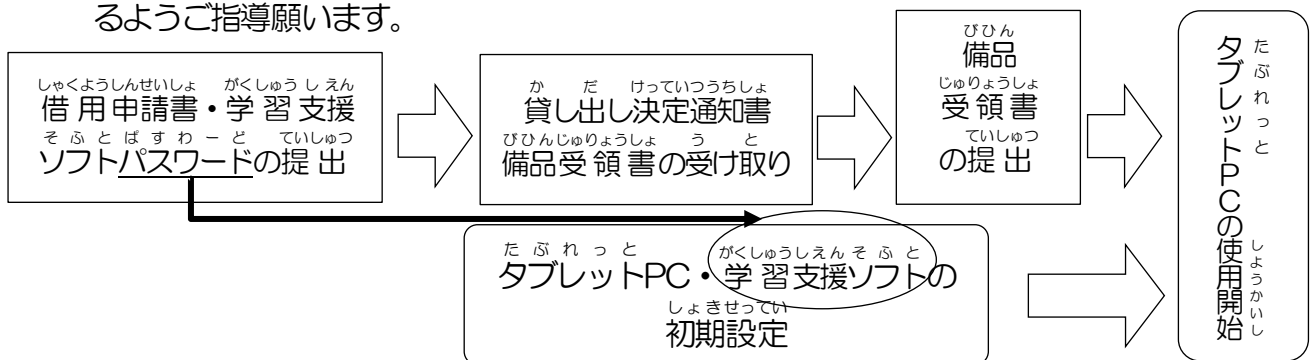 るようご指導願います。
しゃくようしんせいしょ がくしゅうしえん
借用申請書・学習支援
そふとぱすわーど ていしゅつ
ソフトパスワードの提出
か だ けっていつうちしょ
貸し出し決定通知書
びひんじゅりょうしょ う と
備品受領書の受け取り
びひん
備品
じゅりょうしょ
受領書
ていしゅつ
の提出
たぶれっと がくしゅうしえんそふと
タブレットPC・学習支援ソフトの
しょきせってい
初期設定
たぶれっと しようかいし
タブレットPCの使用開始